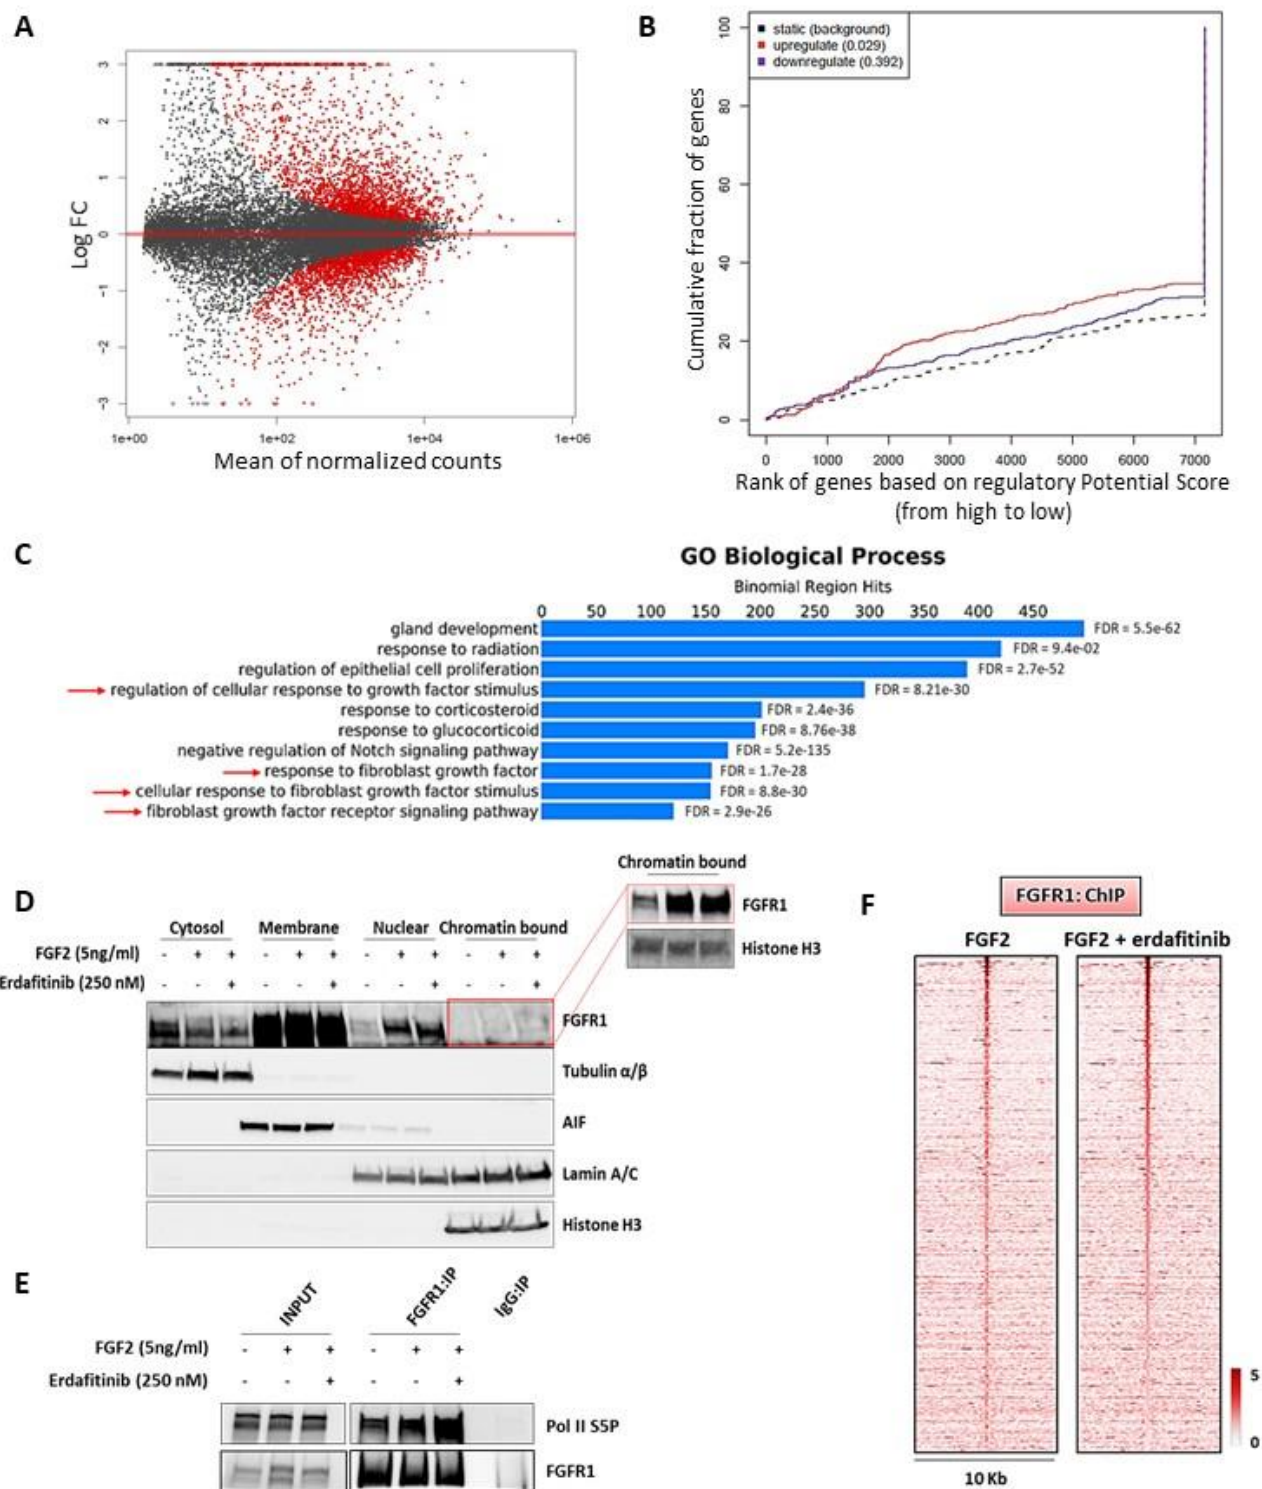 A
3
2
1
0
-1
-2
-3
Log FC
1e+00 1e+02 1e+04 1e+06
Mean of normalized counts
B
static (background)
upregulate (0.029)
downregulate (0.392)
100
80
60
40
20
0
Cumulative fraction of genes
0 1000 2000 3000 4000 5000 6000 7000
Rank of genes based on regulatory Potential Score
(from high to low)
C
GO Biological Process
Binomial Region Hits
0 50 100 150 200 250 300 350 400 450
gland development FDR = 5.5e-62
response to radiation FDR = 9.4e-02
regulation of epithelial cell proliferation FDR = 2.7e-52
regulation of cellular response to growth factor stimulus FDR = 8.21e-30
response to corticosteroid FDR = 2.4e-36
response to glucocorticoid FDR = 8.76e-38
negative regulation of Notch signaling pathway FDR = 5.2e-135
response to fibroblast growth factor FDR = 1.7e-28
cellular response to fibroblast growth factor stimulus FDR = 8.8e-30
fibroblast growth factor receptor signaling pathway FDR = 2.9e-26
D
Chromatin bound
FGFR1
Histone H3
Cytosol Membrane Nuclear Chromatin bound
FGF2 (5ng/ml) - + + - + + - + + - + +
Erdafitinib (250 nM) - - + - - + - - + - - +
FGFR1
Tubulin α/β
AIF
Lamin A/C
Histone H3
E
INPUT FGFR1:IP IgG:IP
FGF2 (5ng/ml) - + + - + +
Erdafitinib (250 nM) - - + - - +
Pol II S5P
FGFR1
F
FGFR1: ChIP
FGF2 FGF2 + erdafitinib
5
0
10 Kb